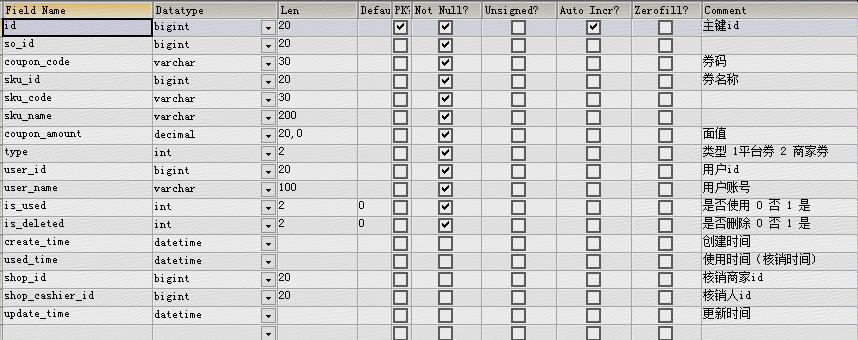 Field Name Datatype Len Defau PK? Not Null? Unsigned? Auto Incr? Zerofill? Comment
id bigint 20 主键id
so_id bigint 20
coupon_code varchar 30 券码
sku_id bigint 20 券名称
sku_code varchar 30
sku_name varchar 200
coupon_amount decimal 20,0 面值
type int 2 类型 1平台券 2 商家券
user_id bigint 20 用户id
user_name varchar 100 用户账号
is_used int 2 0 是否使用 0 否 1 是
is_deleted int 2 0 是否删除 0 否 1 是
create_time datetime 创建时间
used_time datetime 使用时间（核销时间）
shop_id bigint 20 核销商家id
shop_cashier_id bigint 20 核销人id
update_time datetime 更新时间